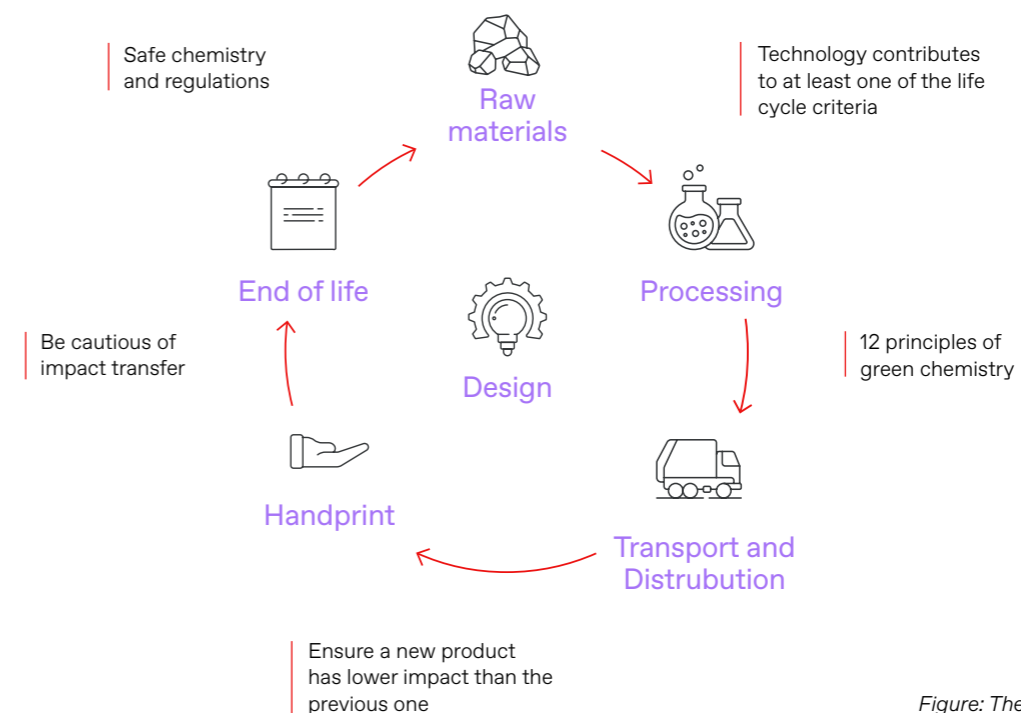 Safe chemistry
and regulations
Raw
materials
Technology contributes
to at least one of the life
cycle criteria
End of life
Processing
Design
Be cautious of
impact transfer
12 principles of
green chemistry
Handprint
Transport and
Distrubution
Ensure a new product
has lower impact than the
previous one
Figure: The